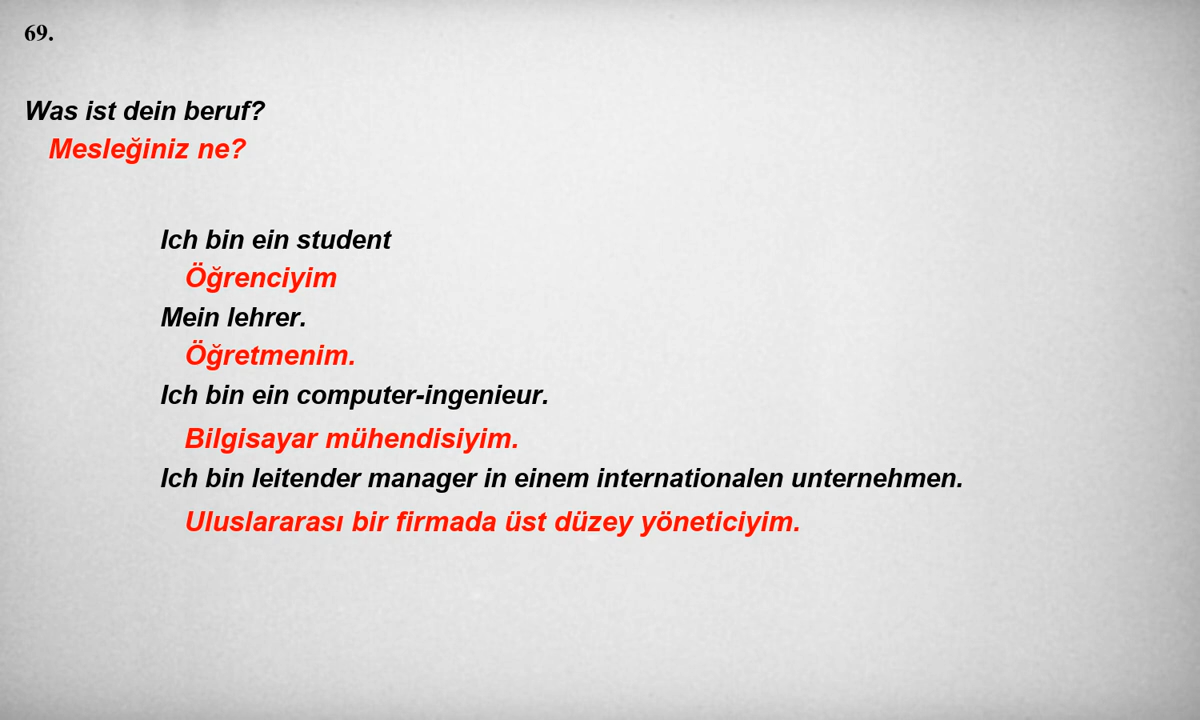 69.
Was ist dein beruf?
Mesleğiniz ne?
Ich bin ein student
Öğrenciyim
Mein lehrer.
Öğretmenim.
Ich bin ein computer-ingenieur.
Bilgisayar mühendisiyim.
Ich bin leitender manager in einem internationalen unternehmen.
Uluslararası bir firmada üst düzey yöneticiyim.